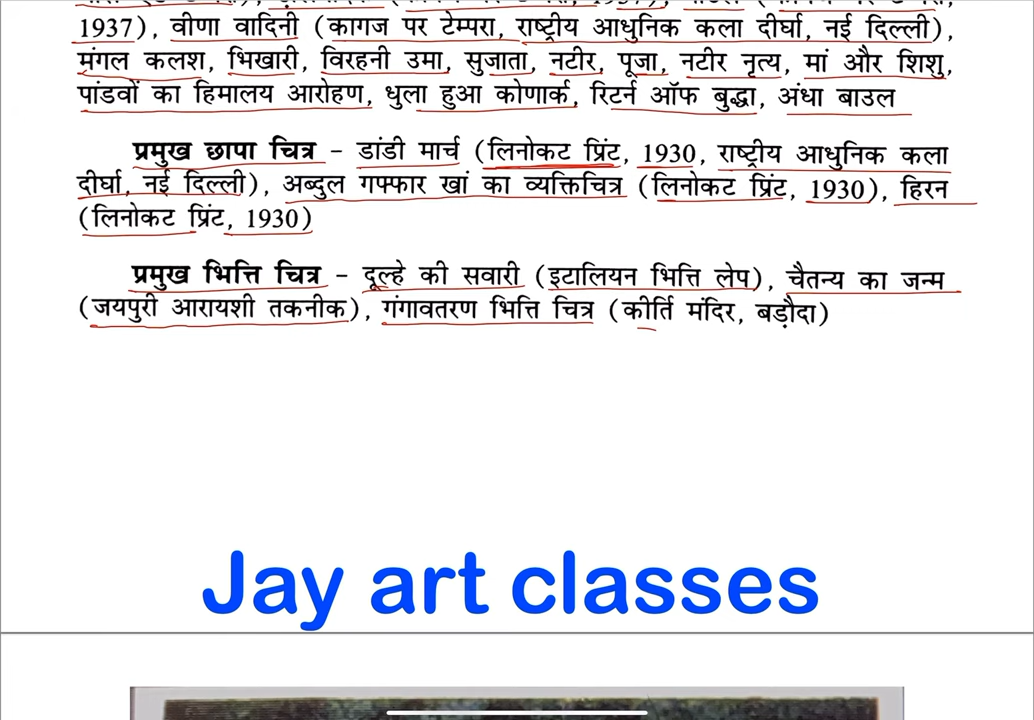 1937), वीणा वादिनी (कागज पर टेम्परा, राष्ट्रीय आधुनिक कला दीर्घा, नई दिल्ली),
मंगल कलश, भिखारी, विरहनी उमा, सुजाता, नटीर, पूजा, नटीर नृत्य, मां और शिशु,
पांडवों का हिमालय आरोहण, धुला हुआ कोणार्क, रिटर्न ऑफ बुद्धा, अंधा बाउल
प्रमुख छापा चित्र - डांडी मार्च (लिनोकट प्रिंट, 1930, राष्ट्रीय आधुनिक कला
दीर्घा, नई दिल्ली), अब्दुल गफ्फार खां का व्यक्तिचित्र (लिनोकट प्रिंट, 1930), हिरन
(लिनोकट प्रिंट, 1930)
प्रमुख भित्ति चित्र - दूल्हे की सवारी (इटालियन भित्ति लेप), चैतन्य का जन्म
(जयपुरी आरायशी तकनीक), गंगावतरण भित्ति चित्र (कीर्ति मंदिर, बड़ौदा)
Jay art classes